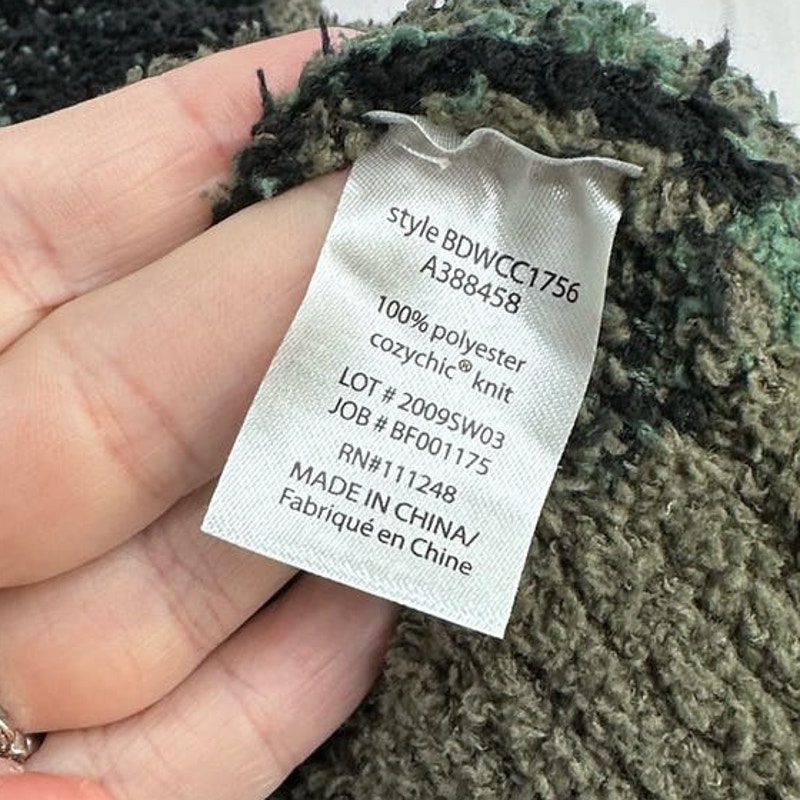 style BDWCC1756
A388458
100% polyester
cozychic® knit
LOT # 2009SW03
JOB # BF001175
RN#111248
MADE IN CHINA/
Fabriqué en Chine